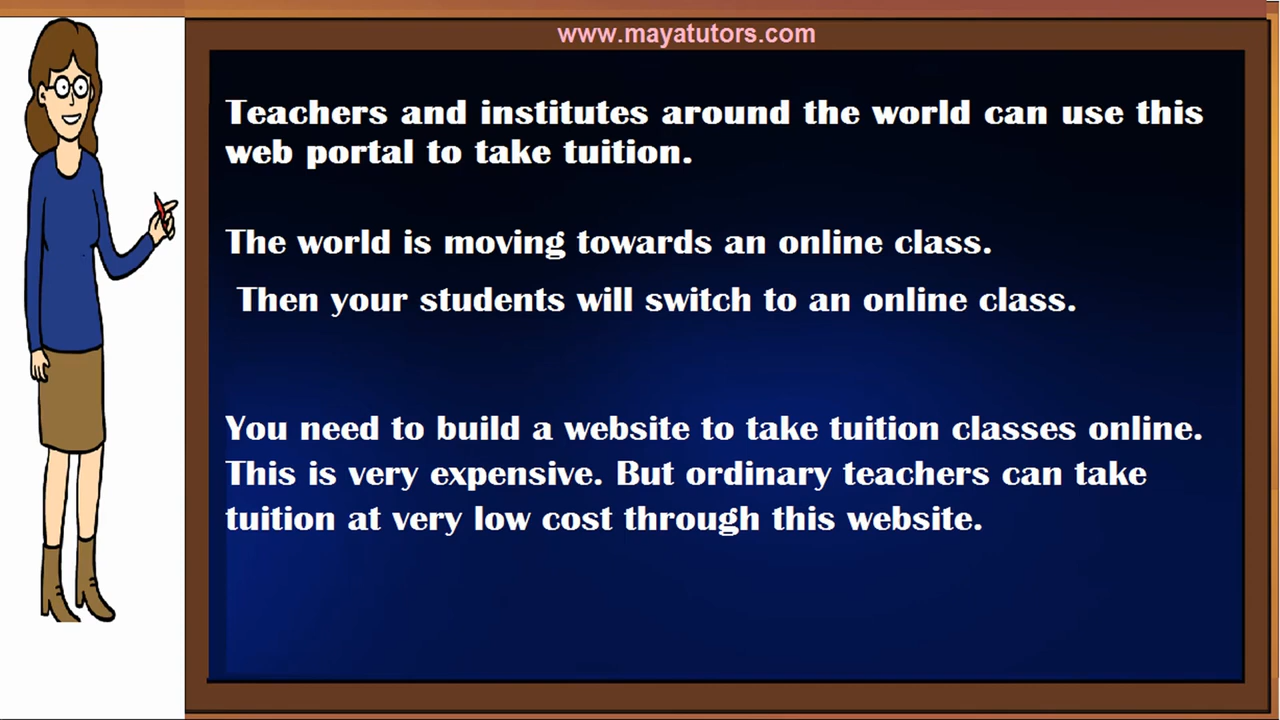 www.mayatutors.com
Teachers and institutes around the world can use this
web portal to take tuition.
The world is moving towards an online class.
Then your students will switch to an online class.
You need to build a website to take tuition classes online.
This is very expensive. But ordinary teachers can take
tuition at very low cost through this website.